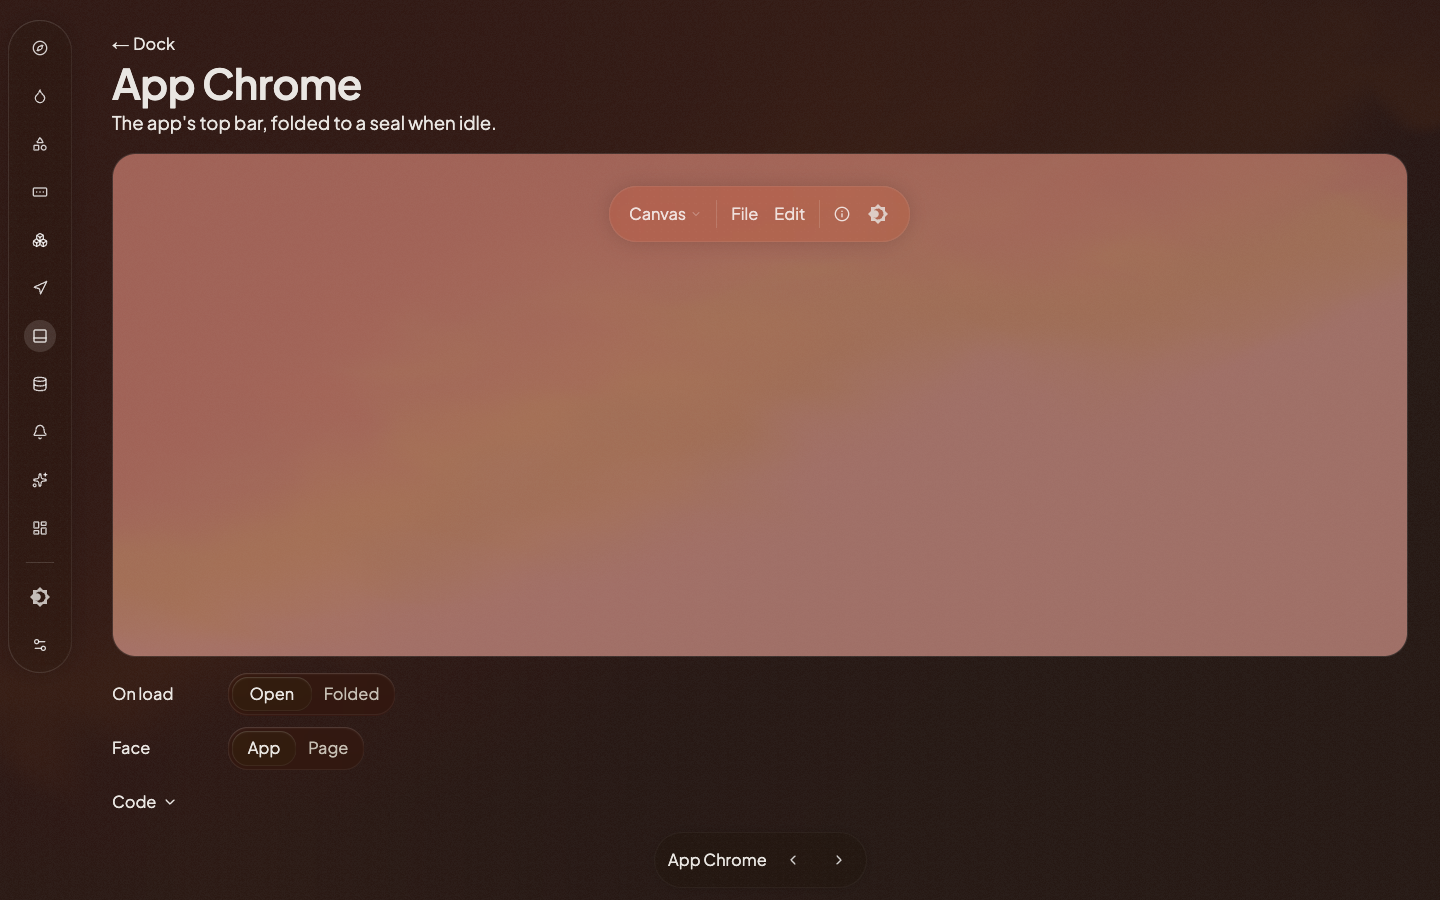 ← Dock
App Chrome
The app's top bar, folded to a seal when idle.
Canvas File Edit
On load Open Folded
Face App Page
Code
App Chrome